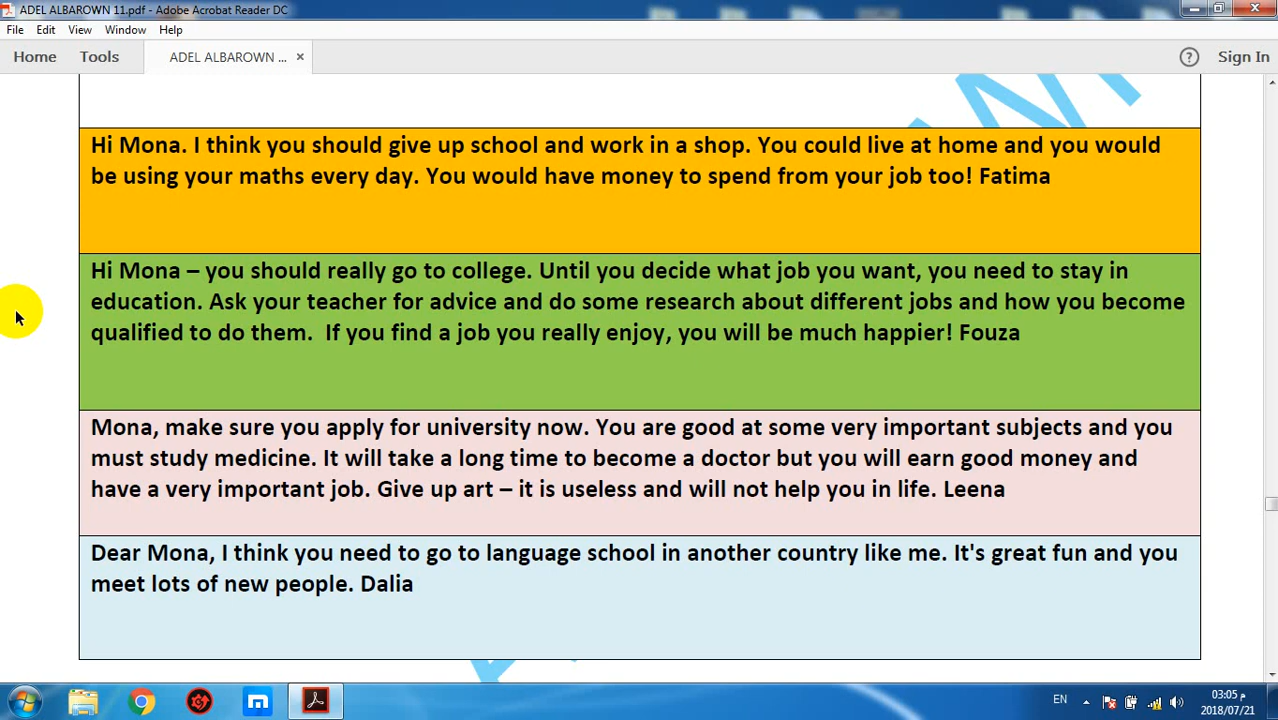 ADEL ALBAROWN 11.pdf - Adobe Acrobat Reader DC
File Edit View Window Help
Home Tools ADEL ALBAROWN ... × Sign In
Hi Mona. I think you should give up school and work in a shop. You could live at home and you would
be using your maths every day. You would have money to spend from your job too! Fatima
Hi Mona – you should really go to college. Until you decide what job you want, you need to stay in
education. Ask your teacher for advice and do some research about different jobs and how you become
qualified to do them.  If you find a job you really enjoy, you will be much happier! Fouza
Mona, make sure you apply for university now. You are good at some very important subjects and you
must study medicine. It will take a long time to become a doctor but you will earn good money and
have a very important job. Give up art – it is useless and will not help you in life. Leena
Dear Mona, I think you need to go to language school in another country like me. It's great fun and you
meet lots of new people. Dalia
EN
03:05 م
2018/07/21